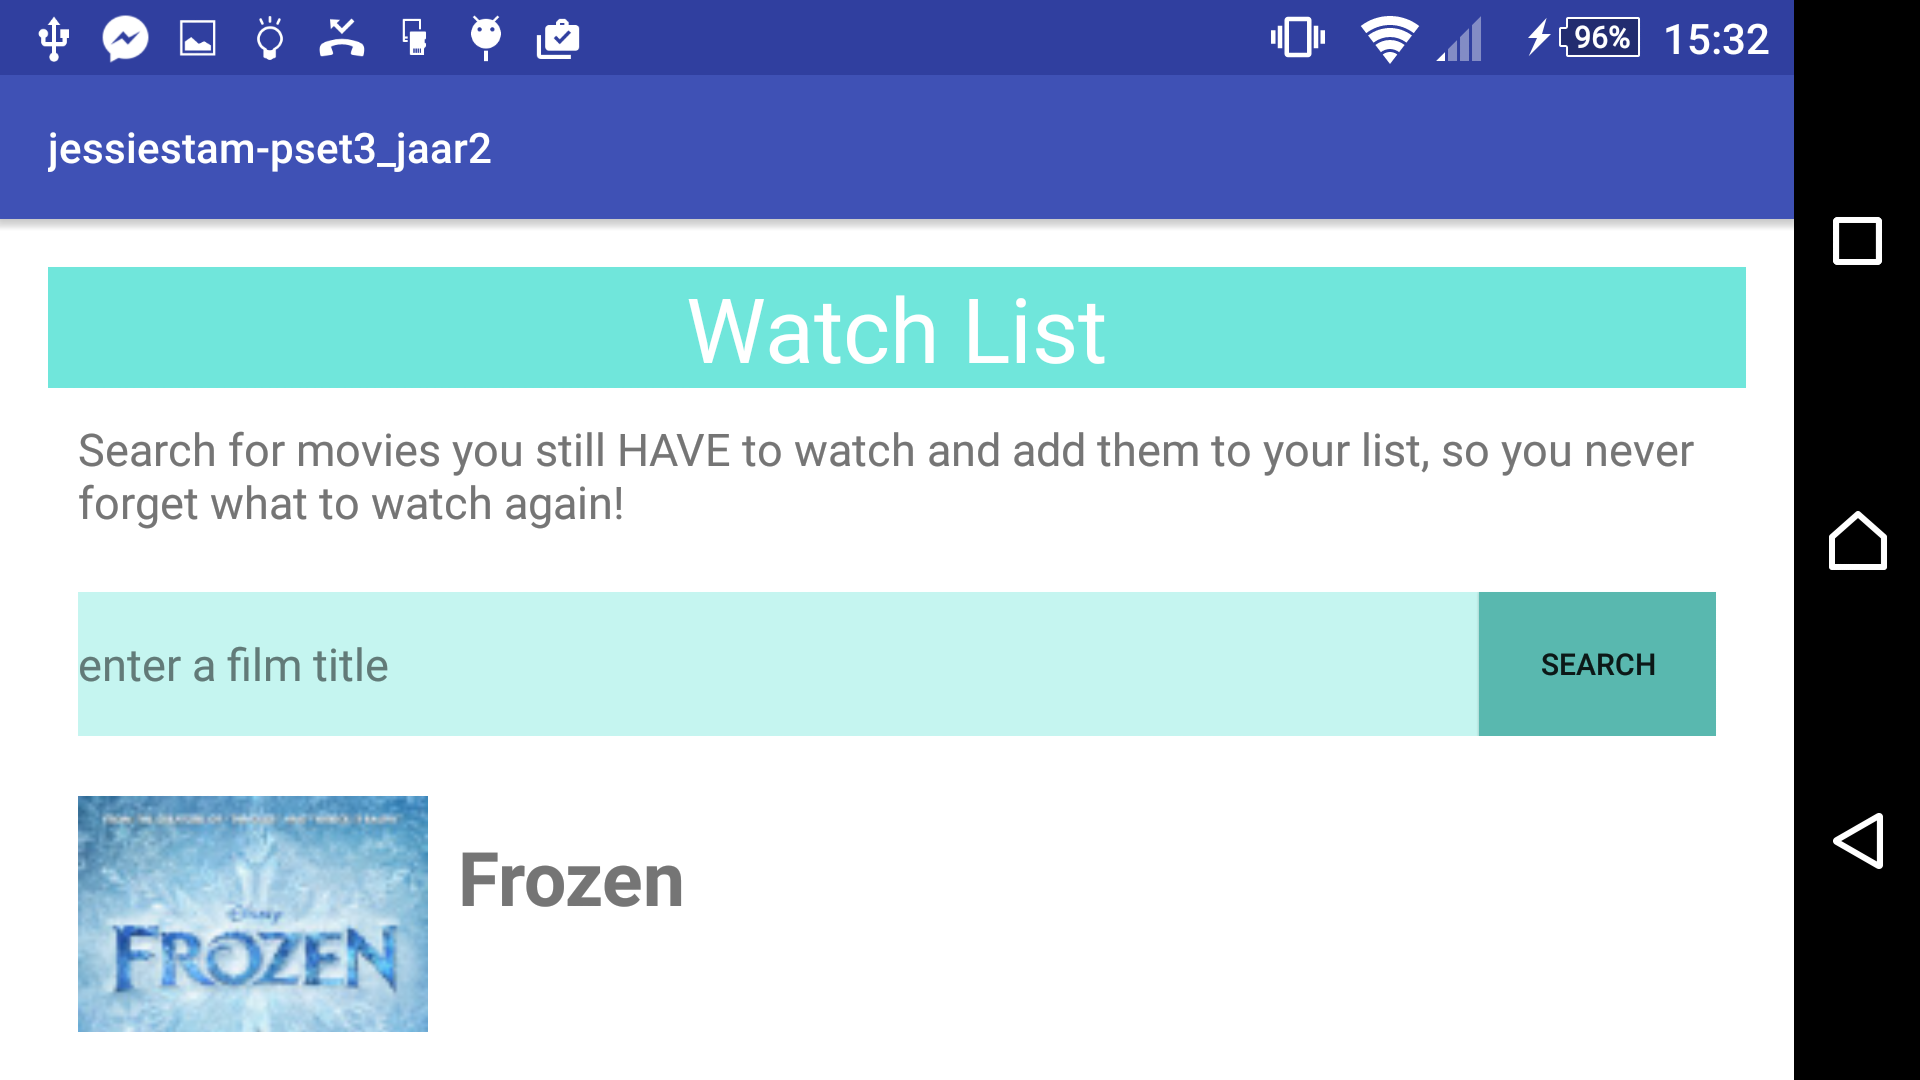 96% 15:32
jessiestam-pset3_jaar2
Watch List
Search for movies you still HAVE to watch and add them to your list, so you never
forget what to watch again!
enter a film title
SEARCH
Frozen
Disney
FROZEN